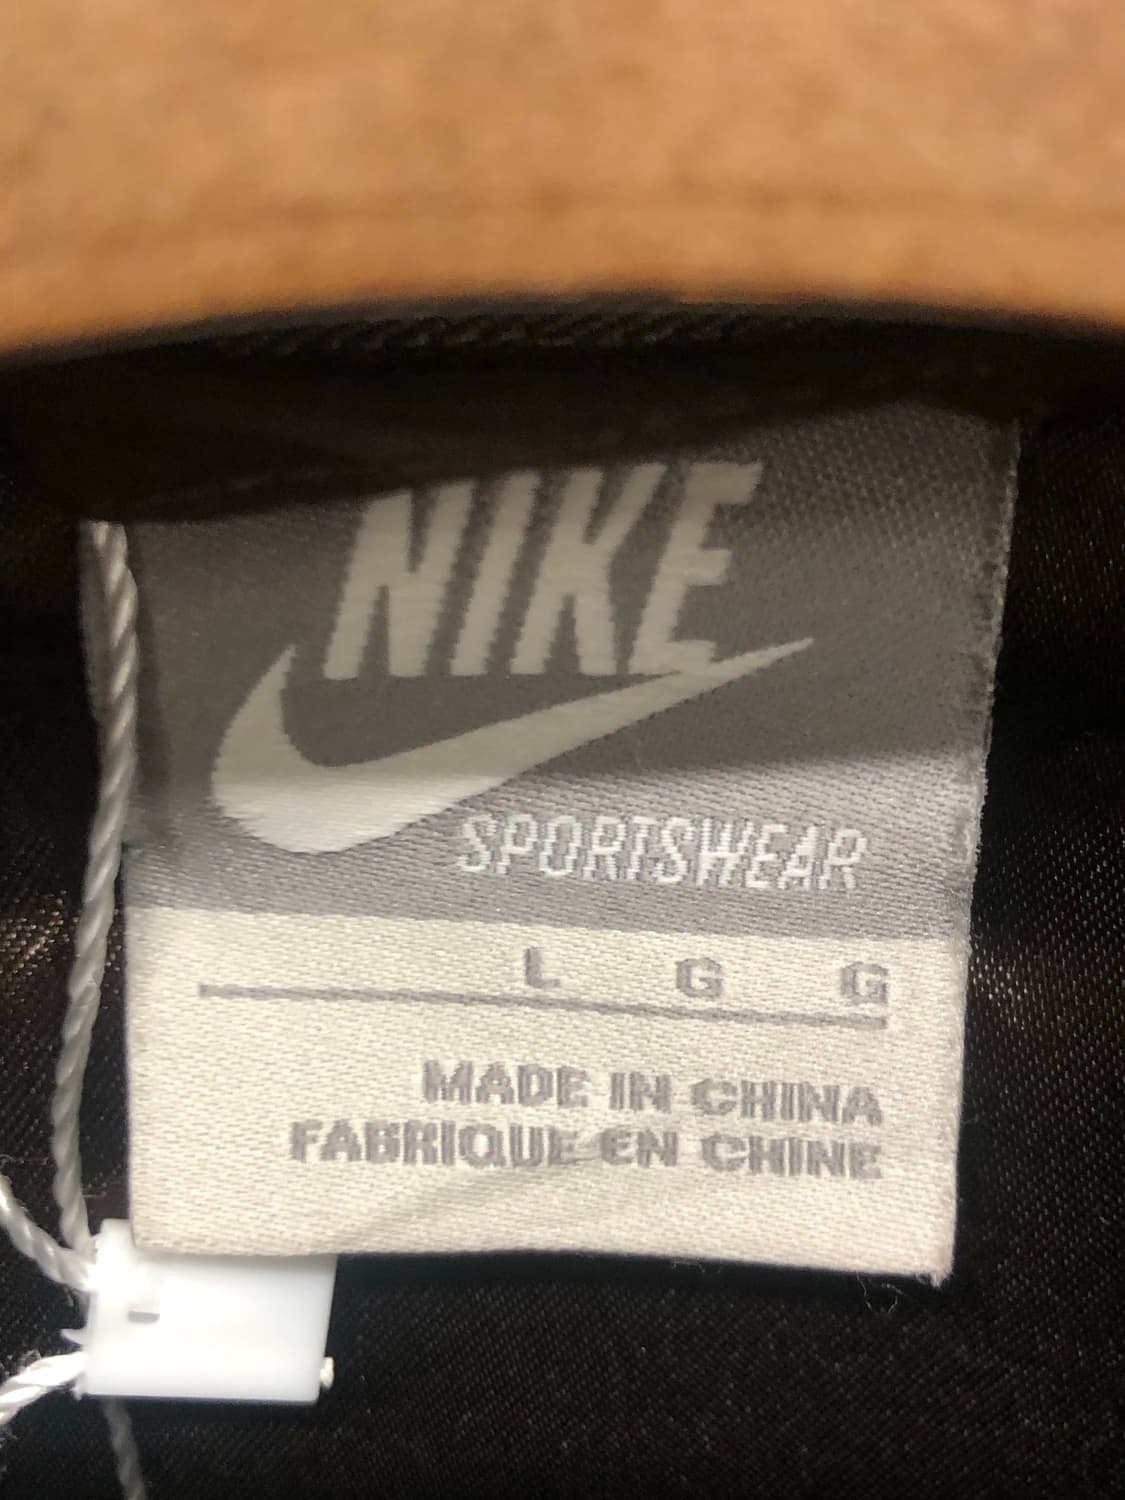 NIKE
SPORTSWEAR
L G G
MADE IN CHINA
FABRIQUE EN CHINE